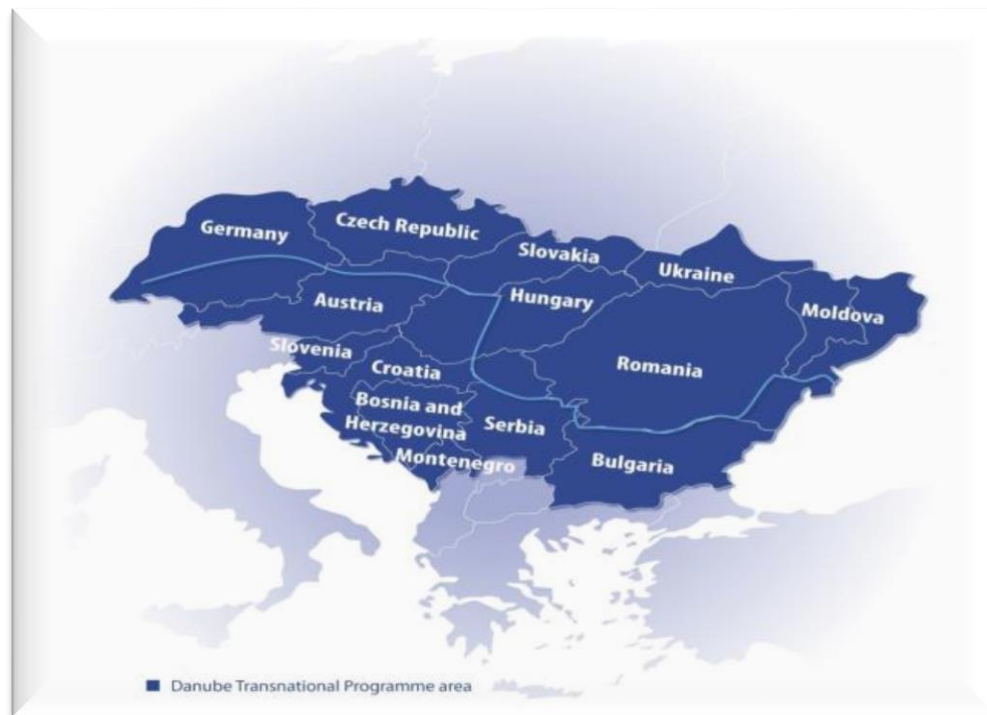 Germany
Czech Republic
Slovakia
Ukraine
Austria
Hungary
Moldova
Slovenia
Croatia
Romania
Bosnia and
Herzegovina
Serbia
Montenegro
Bulgaria
Danube Transnational Programme area